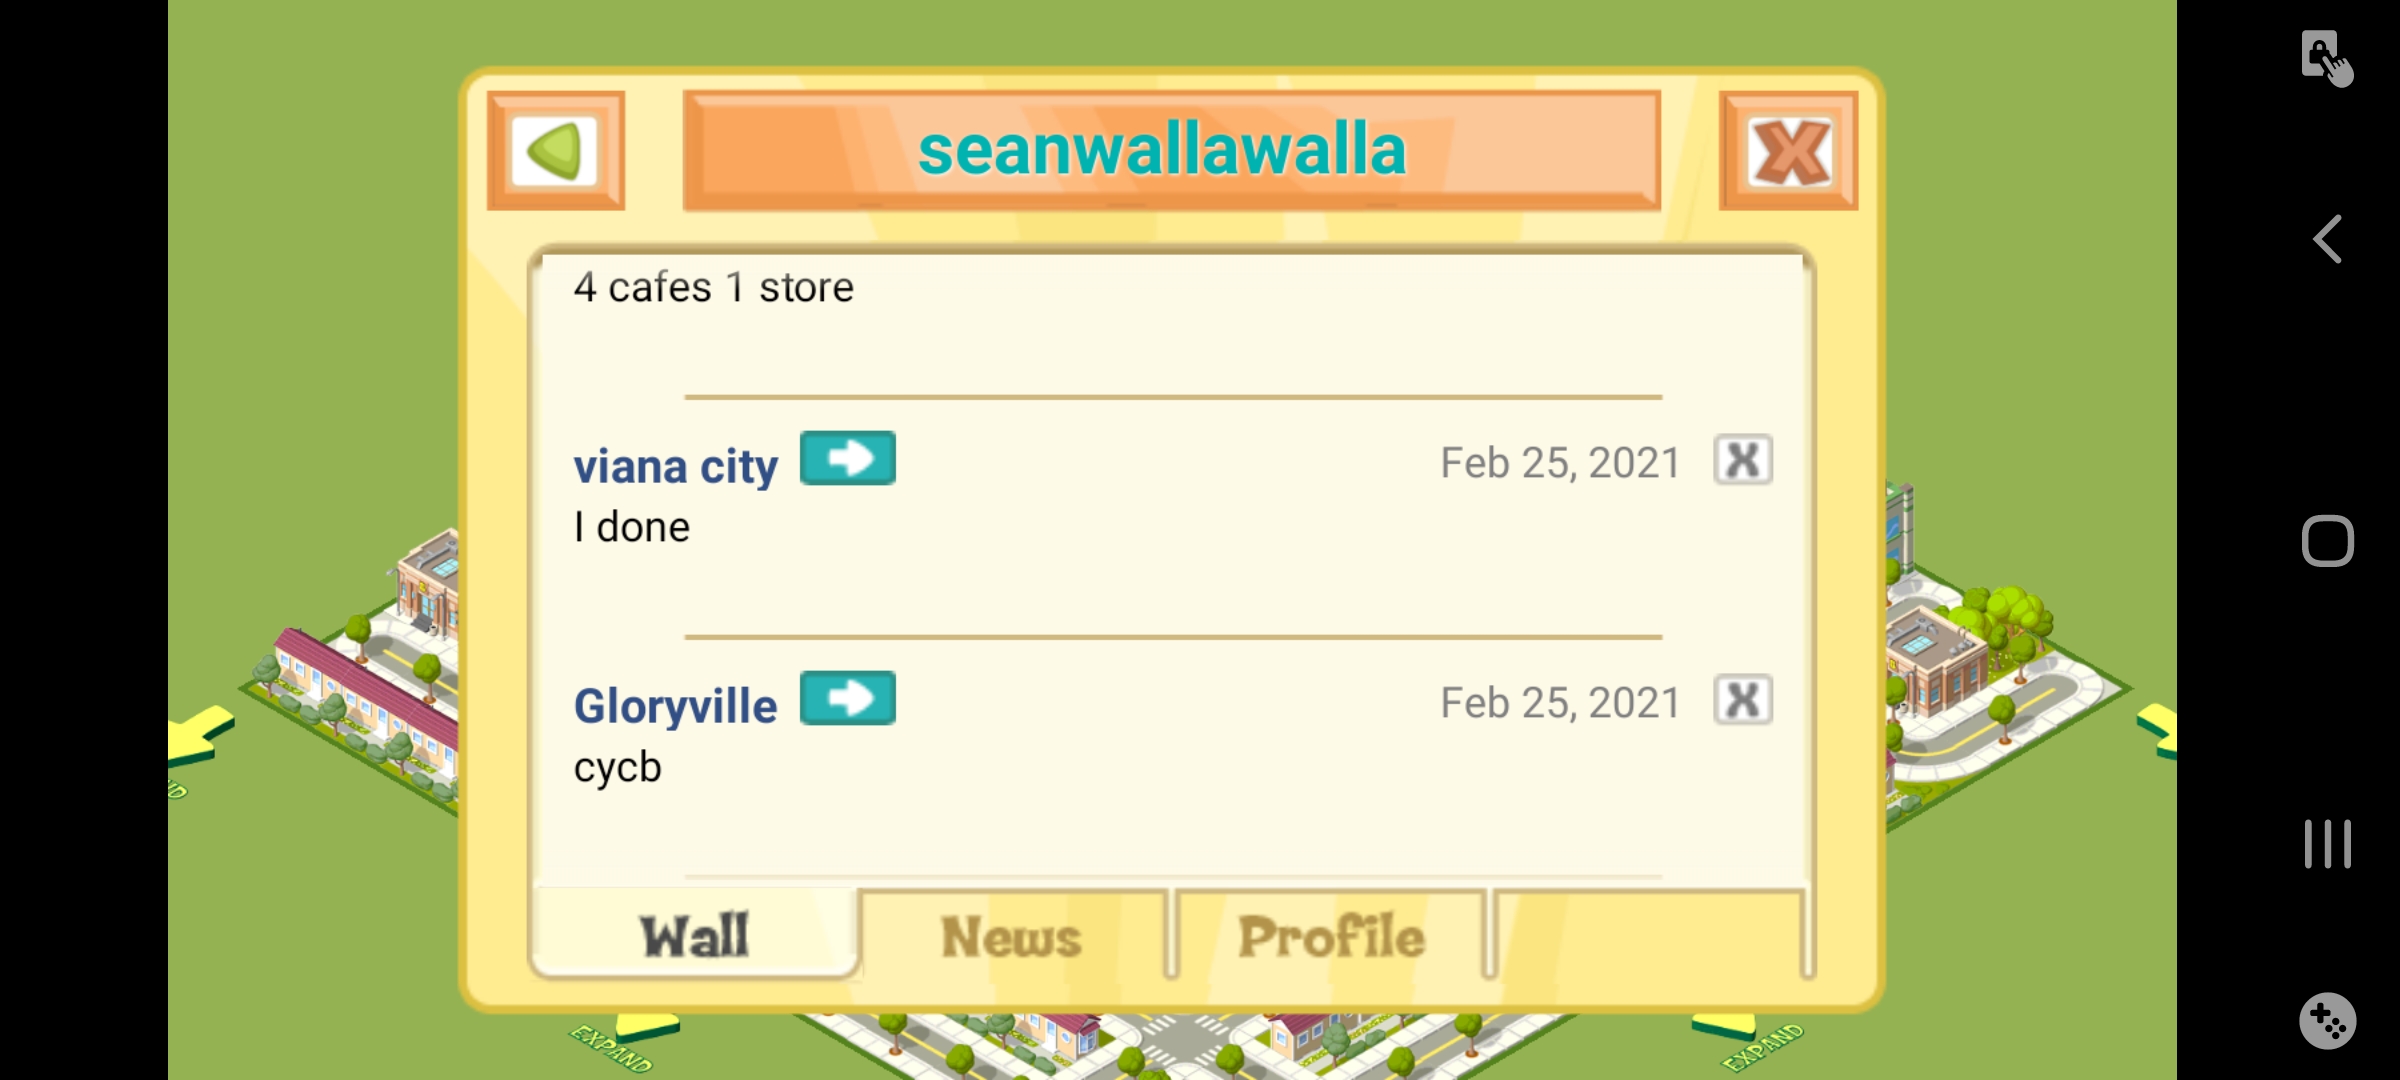 seanwallawalla
4 cafes 1 store
viana city
Feb 25, 2021
I done
Gloryville
Feb 25, 2021
cycb
Wall
News
Profile
EXPAND
EXPAND